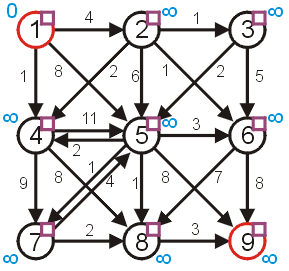 0 ∞ ∞
1 4 2 1 3
1 8 2 6 1 2 5
∞ ∞ ∞
4 11 5 3 6
2
9 8 1 4 1 8 7 8
7 2 8 3 9
∞ ∞ ∞